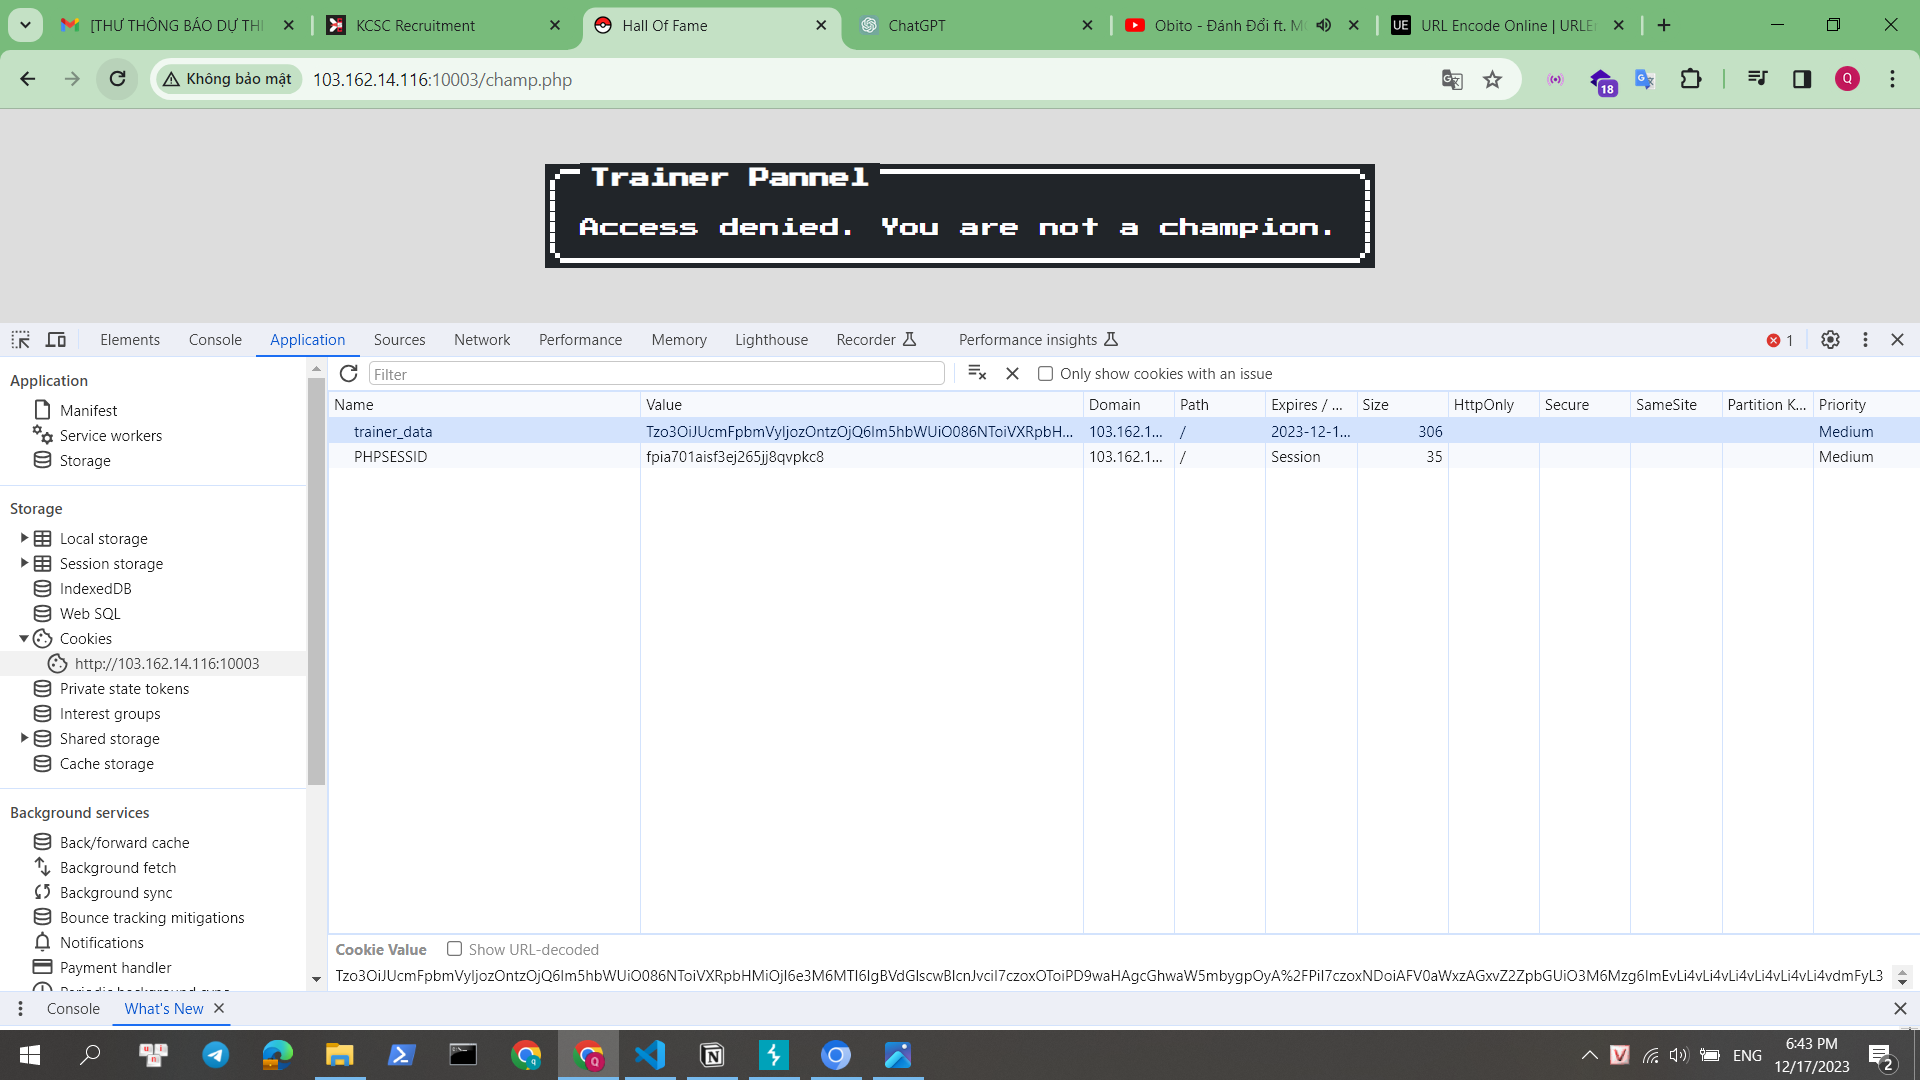 [THƯ THÔNG BÁO DỰ THI
KCSC Recruitment
Hall Of Fame
ChatGPT
Obito - Đánh Đổi ft. M
UE
URL Encode Online | URLE
Không bảo mật
103.162.14.116:10003/champ.php
18
Q
Trainer Pannel
Access denied. You are not a champion.
Elements
Console
Application
Sources
Network
Performance
Memory
Lighthouse
Recorder
Performance insights
1
Application
Manifest
Service workers
Storage
Storage
Local storage
Session storage
IndexedDB
Web SQL
Cookies
http://103.162.14.116:10003
Private state tokens
Interest groups
Shared storage
Cache storage
Background services
Back/forward cache
Background fetch
Background sync
Bounce tracking mitigations
Notifications
Payment handler
Filter
Only show cookies with an issue
Name Value Domain Path Expires / ... Size HttpOnly Secure SameSite Partition K... Priority
trainer_data Tzo3OiJUcmFpbmVyIjozOntzOjQ6Im5hbWUiO086NToiVXRpbH... 103.162.1... / 2023-12-1... 306 Medium
PHPSESSID fpia701aisf3ej265jj8qvpkc8 103.162.1... / Session 35 Medium
Cookie Value
Show URL-decoded
Tzo3OiJUcmFpbmVyIjozOntzOjQ6Im5hbWUiO086NToiVXRpbHMiOjI6e3M6MTI6IgBVdGlscwBlcnJvciI7czoxOToiPD9waHAgcGhwaW5mbygpOyA%2FPiI7czoxNDoiAFV0aWxzAGxvZ2ZpbGUiO3M6Mzg6ImEvLi4vLi4vLi4vLi4vLi4vLi4vdmFyL3
Console
What's New
ENG
6:43 PM
12/17/2023
2